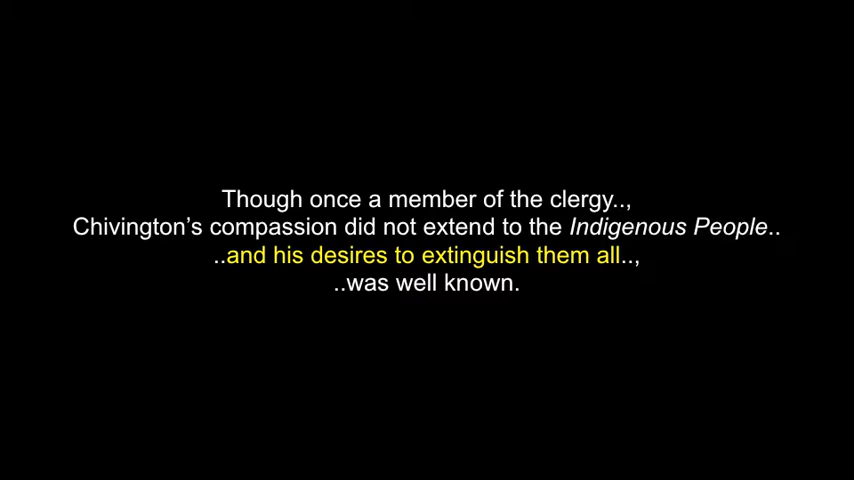 Though once a member of the clergy..,
Chivington’s compassion did not extend to the Indigenous People..
..and his desires to extinguish them all..,
..was well known.